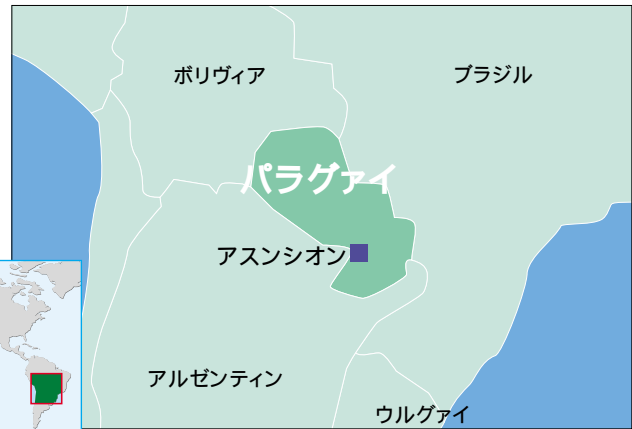 ボリヴィア
ブラジル
パラグァイ
アスンシオン
アルゼンティン
ウルグァイ